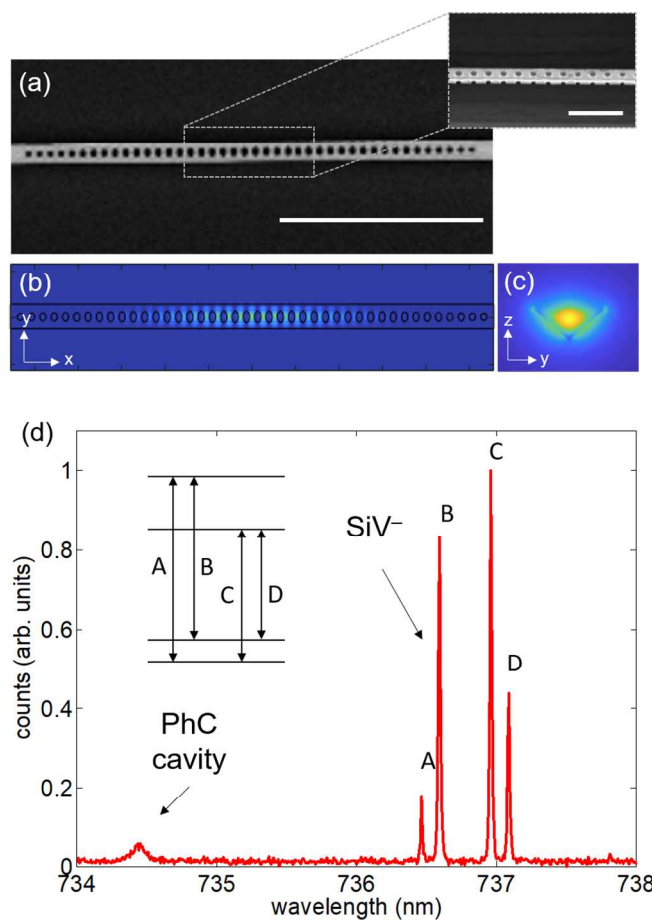 (a)
(b)
y
x
(c)
z
y
(d)
1
0.8
0.6
0.4
0.2
0
counts (arb. units)
A
B
C
D
PhC
cavity
SiV⁻
A
B
C
D
734
735
736
737
738
wavelength (nm)